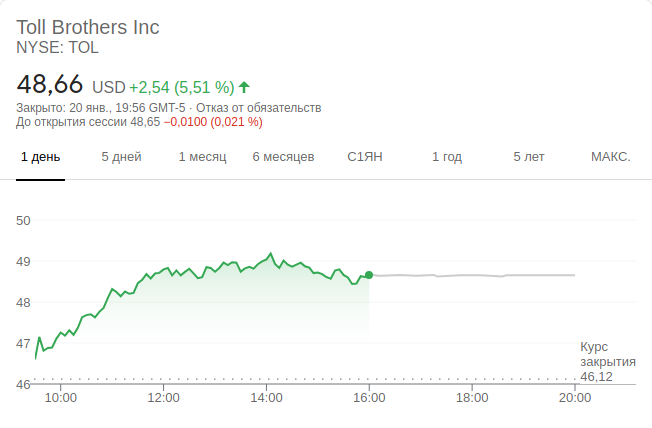 Toll Brothers Inc
NYSE: TOL
48,66 USD +2,54 (5,51 %)
Закрыто: 20 янв., 19:56 GMT-5 · Отказ от обязательств
До открытия сессии 48,65 −0,0100 (0,021 %)
1 день 5 дней 1 месяц 6 месяцев С1ЯН 1 год 5 лет МАКС.
50
49
48
47
Курс
закрытия
46,12
46
10:00 12:00 14:00 16:00 18:00 20:00